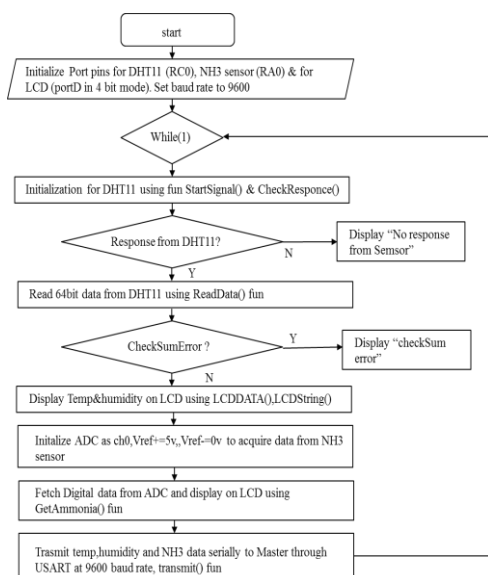 start
Initialize Port pins for DHT11 (RC0), NH3 sensor (RA0) & for
LCD (portD in 4 bit mode). Set baud rate to 9600
While(1)
Initialization for DHT11 using fun StartSignal() & CheckResponce()
Response from DHT11?
N
Display “No response
from Semsor”
Y
Read 64bit data from DHT11 using ReadData() fun
CheckSumError ?
Y
Display “checkSum
error”
N
Display Temp&humidity on LCD using LCDDATA(),LCDString()
Initalize ADC as ch0,Vref+=5v,,Vref-=0v to acquire data from NH3
sensor
Fetch Digital data from ADC and display on LCD using
GetAmmonia() fun
Trasmit temp,humidity and NH3 data serially to Master through
USART at 9600 baud rate, transmit() fun